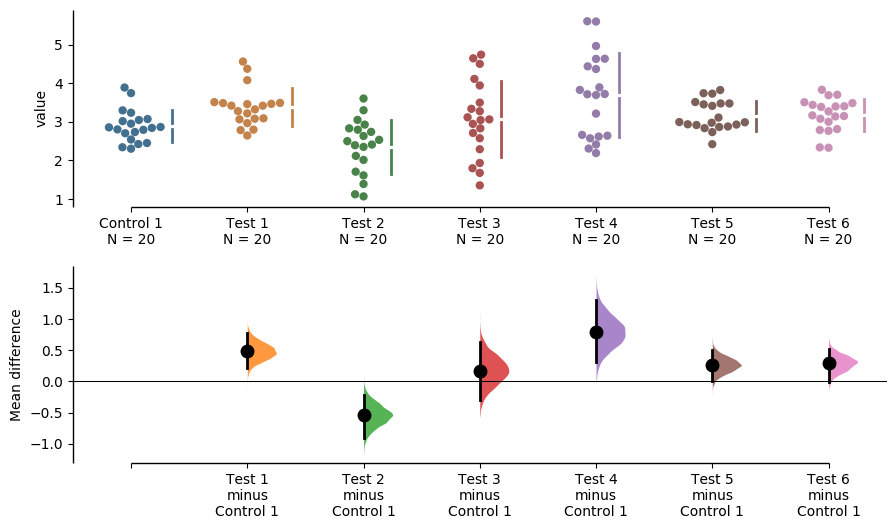 value
5
4
3
2
1
Control 1 Test 1 Test 2 Test 3 Test 4 Test 5 Test 6
N = 20 N = 20 N = 20 N = 20 N = 20 N = 20 N = 20
Mean difference
1.5
1.0
0.5
0.0
−0.5
−1.0
Test 1 Test 2 Test 3 Test 4 Test 5 Test 6
minus minus minus minus minus minus
Control 1 Control 1 Control 1 Control 1 Control 1 Control 1